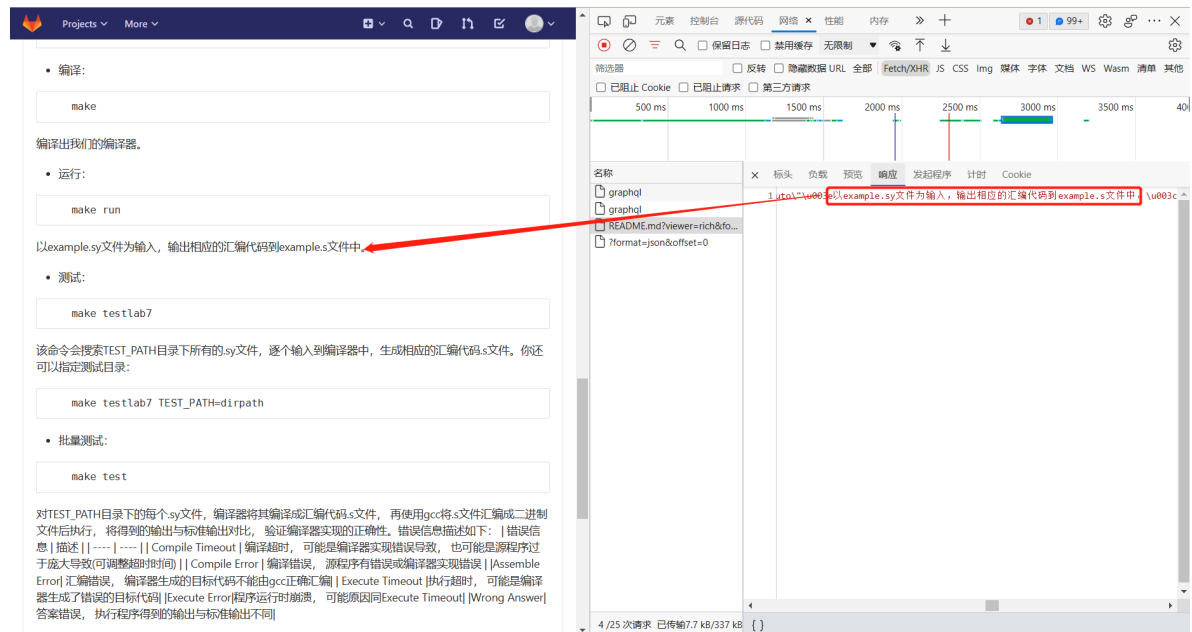 Projects
More
编译:
make
编译出我们的编译器。
运行:
make run
以example.sy文件为输入，输出相应的汇编代码到example.s文件中。
测试:
make testlab7
该命令会搜索TEST_PATH目录下所有的.sy文件，逐个输入到编译器中，生成相应的汇编代码.s文件。你还
可以指定测试目录:
make testlab7 TEST_PATH=dirpath
批量测试:
make test
对TEST_PATH目录下的每个.sy文件，编译器将其编译成汇编代码.s文件， 再使用gcc将.s文件汇编成二进制
文件后执行， 将得到的输出与标准输出对比， 验证编译器实现的正确性。错误信息描述如下： | 错误信
息 | 描述 | | ---- | ---- | | Compile Timeout | 编译超时， 可能是编译器实现错误导致， 也可能是源程序过
于庞大导致(可调整超时时间) | | Compile Error | 编译错误， 源程序有错误或编译器实现错误 | |Assemble
Error| 汇编错误， 编译器生成的目标代码不能由gcc正确汇编| | Execute Timeout |执行超时， 可能是编译
器生成了错误的目标代码| |Execute Error|程序运行时崩溃， 可能原因同Execute Timeout| |Wrong Answer|
答案错误， 执行程序得到的输出与标准输出不同|
元素 控制台 源代码 网络 性能 内存 1 99+
保留日志 禁用缓存 无限制
筛选器 反转 隐藏数据 URL 全部 Fetch/XHR JS CSS Img 媒体 字体 文档 WS Wasm 清单 其他
已阻止 Cookie 已阻止请求 第三方请求
500 ms 1000 ms 1500 ms 2000 ms 2500 ms 3000 ms 3500 ms 40
名称
标头 负载 预览 响应 发起程序 计时 Cookie
graphql
graphql
README.md?viewer=rich&fo...
?format=json&offset=0
1 uto\"\u003e以example.sy文件为输入，输出相应的汇编代码到example.s文件中。\u003c
4 /25 次请求 已传输7.7 kB/337 kB { }